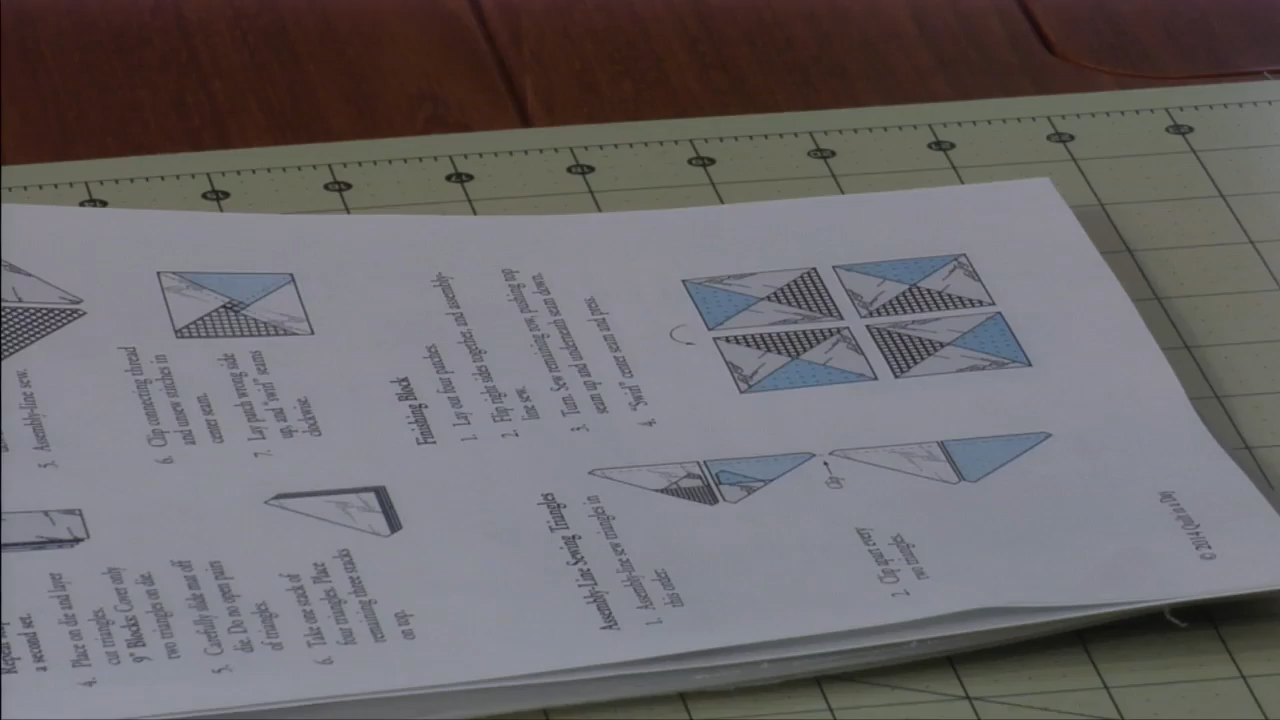 a second set.
4. Place on die and layer
cut triangles.
9" Blocks Cover only
two triangles on die.
5. Carefully slide mat off
die. Do no open pairs
of triangles.
6. Take one stack of
four triangles. Place
remaining three stacks
on top.
Assembly-Line Sewing Triangles
1. Assembly-line sew triangles in
this order.
2. Clip apart every
two triangles.
Clip
5. Assembly-line sew.
6. Clip connecting thread
and unsew stitches in
center seam.
7. Lay patch wrong side
up, and "swirl" seams
clockwise.
Finishing Block
1. Lay out four patches.
2. Flip right sides together, and assembly-
line sew.
3. Turn. Sew remaining row, pushing top
seam up and underneath seam down.
4. "Swirl" center seam and press.
© 2014 Quilt in a Day